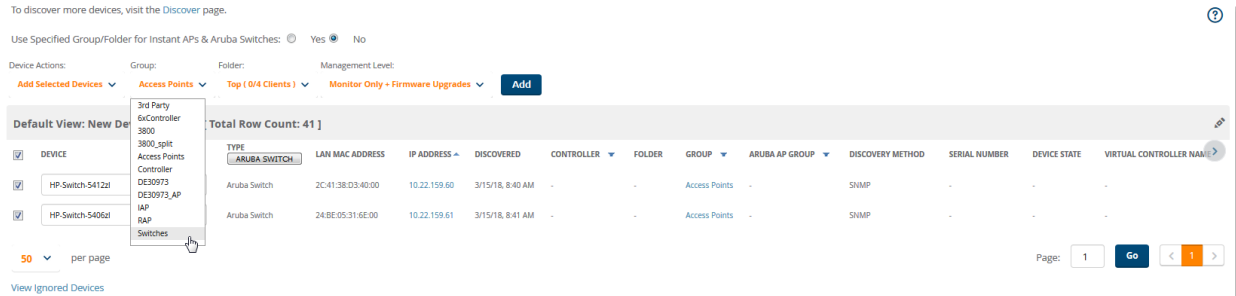 To discover more devices, visit the Discover page.
Use Specified Group/Folder for Instant APs & Aruba Switches: Yes No
Device Actions: Group: Folder: Management Level:
Add Selected Devices Access Points Top ( 0/4 Clients ) Monitor Only + Firmware Upgrades Add
3rd Party
6xController
3800
3800_split
Access Points
Controller
DE30973
DE30973_AP
IAP
RAP
Switches
Default View: New De [ Total Row Count: 41 ]
DEVICE TYPE ARUBA SWITCH LAN MAC ADDRESS IP ADDRESS DISCOVERED CONTROLLER FOLDER GROUP ARUBA AP GROUP DISCOVERY METHOD SERIAL NUMBER DEVICE STATE VIRTUAL CONTROLLER NAME
HP-Switch-5412zl Aruba Switch 2C:41:38:D3:40:00 10.22.159.60 3/15/18, 8:40 AM - - Access Points - SNMP - - -
HP-Switch-5406zl Aruba Switch 24:BE:05:31:6E:00 10.22.159.61 3/15/18, 8:41 AM - - Access Points - SNMP - - -
50 per page Page: 1 Go < 1 >
View Ignored Devices